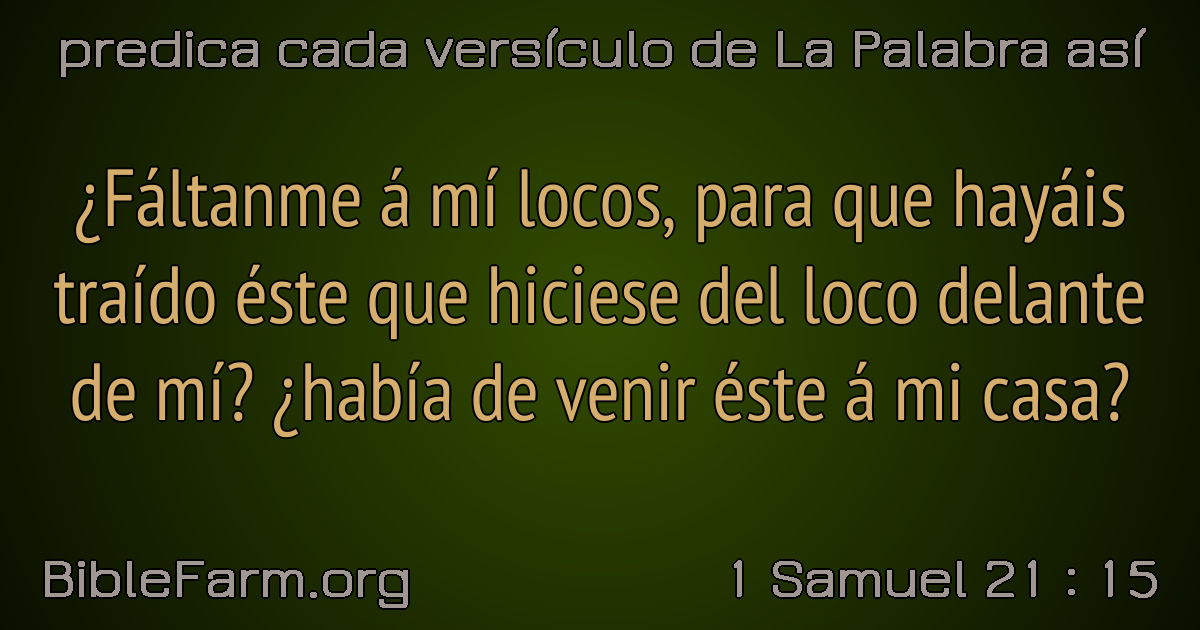 predica cada versículo de La Palabra así
¿Fáltanme á mí locos, para que hayáis
traído éste que hiciese del loco delante
de mí? ¿había de venir éste á mi casa?
BibleFarm.org
1 Samuel 21 : 15